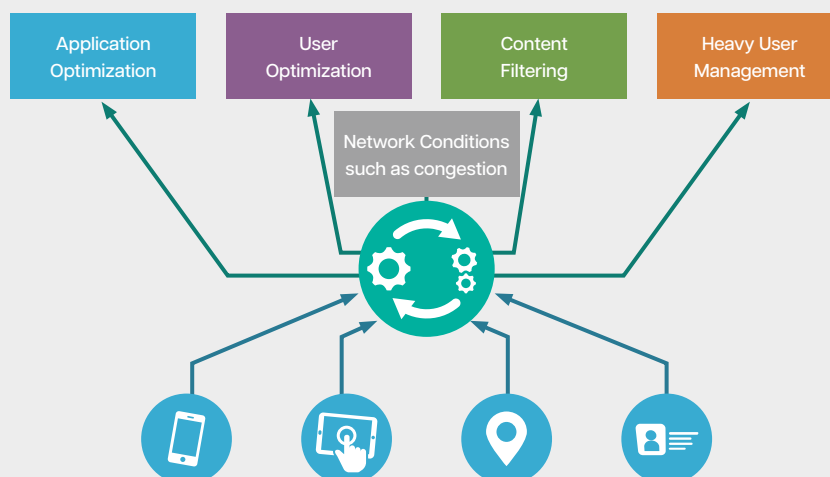 Application
Optimization
User
Optimization
Content
Filtering
Heavy User
Management
Network Conditions
such as congestion